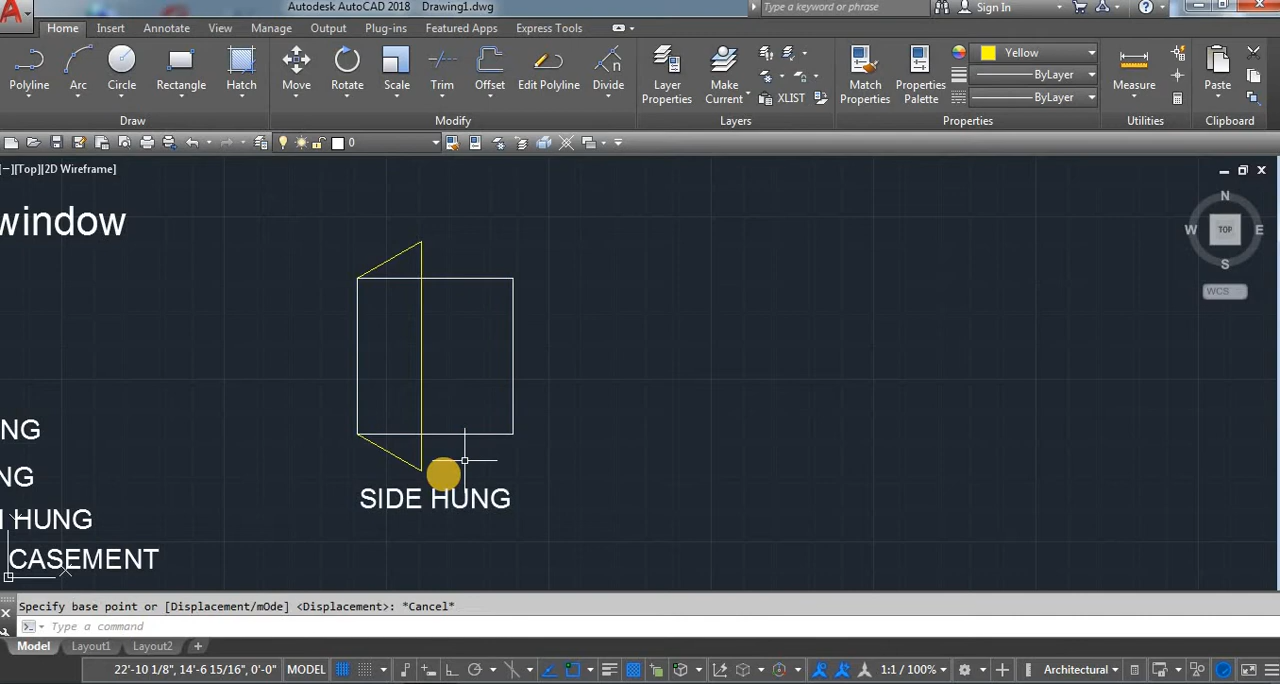 Autodesk AutoCAD 2018 Drawing1.dwg
Type a keyword or phrase
Sign In
Home Insert Annotate View Manage Output Plug-ins Featured Apps Express Tools
Polyline Arc Circle Rectangle Hatch
Draw
Move Rotate Scale Trim Offset Edit Polyline Divide
Modify
Layer Properties
Make Current
XLIST
Layers
Match Properties
Properties Palette
Yellow
ByLayer
ByLayer
Properties
Measure
Utilities
Paste
Clipboard
0
[−][Top][2D Wireframe]
window
N
W TOP E
S
WCS
NG
NG
HUNG
CASEMENT
SIDE HUNG
Specify base point or [Displacement/mOde] <Displacement>: *Cancel*
Type a command
Model Layout1 Layout2 +
22'-10 1/8", 14'-6 15/16", 0'-0" MODEL 1:1 / 100% Architectural